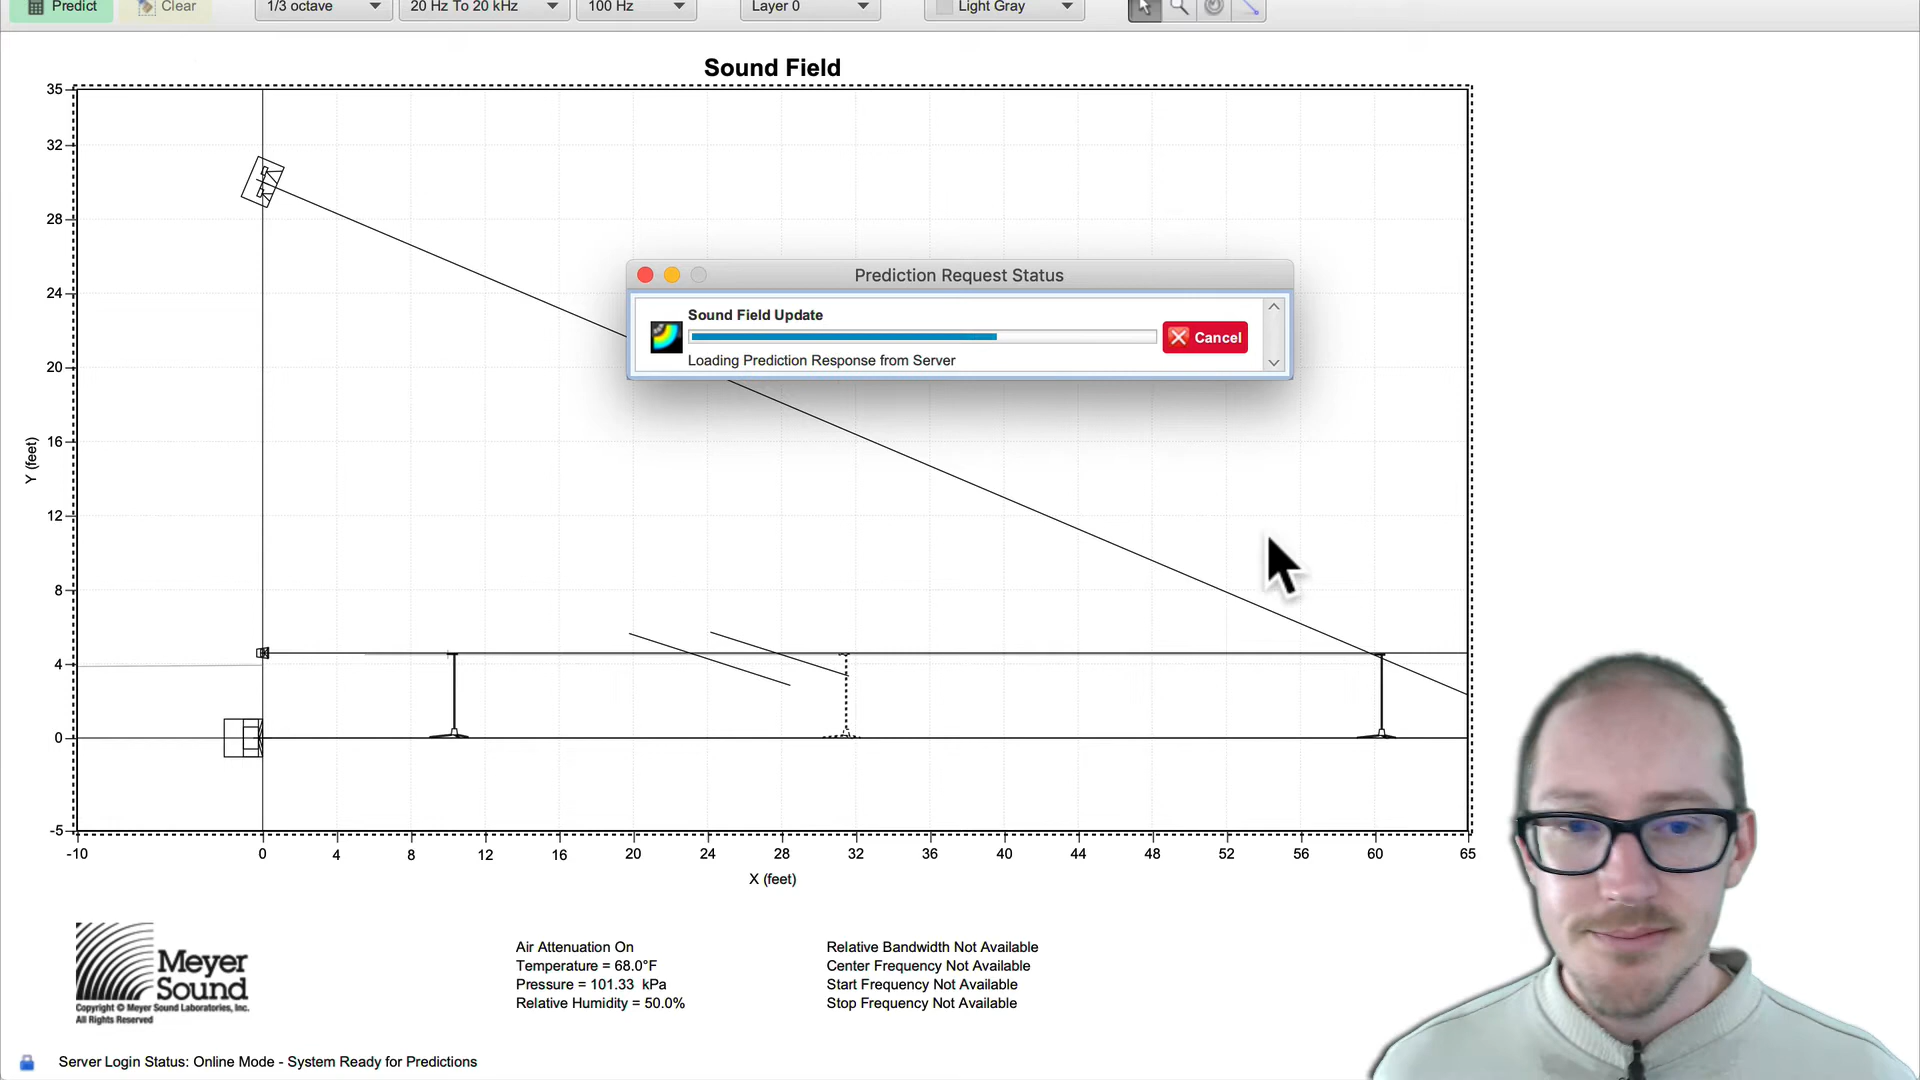 Predict
Clear
1/3 octave
20 Hz To 20 kHz
100 Hz
Layer 0
Light Gray
Sound Field
35
32
28
24
20
16
12
8
4
0
-5
Y (feet)
Prediction Request Status
Sound Field Update
Cancel
Loading Prediction Response from Server
-10 0 4 8 12 16 20 24 28 32 36 40 44 48 52 56 60 65
X (feet)
Meyer
Sound
Copyright © Meyer Sound Laboratories, Inc.
All Rights Reserved
Air Attenuation On
Temperature = 68.0°F
Pressure = 101.33 kPa
Relative Humidity = 50.0%
Relative Bandwidth Not Available
Center Frequency Not Available
Start Frequency Not Available
Stop Frequency Not Available
Server Login Status: Online Mode - System Ready for Predictions